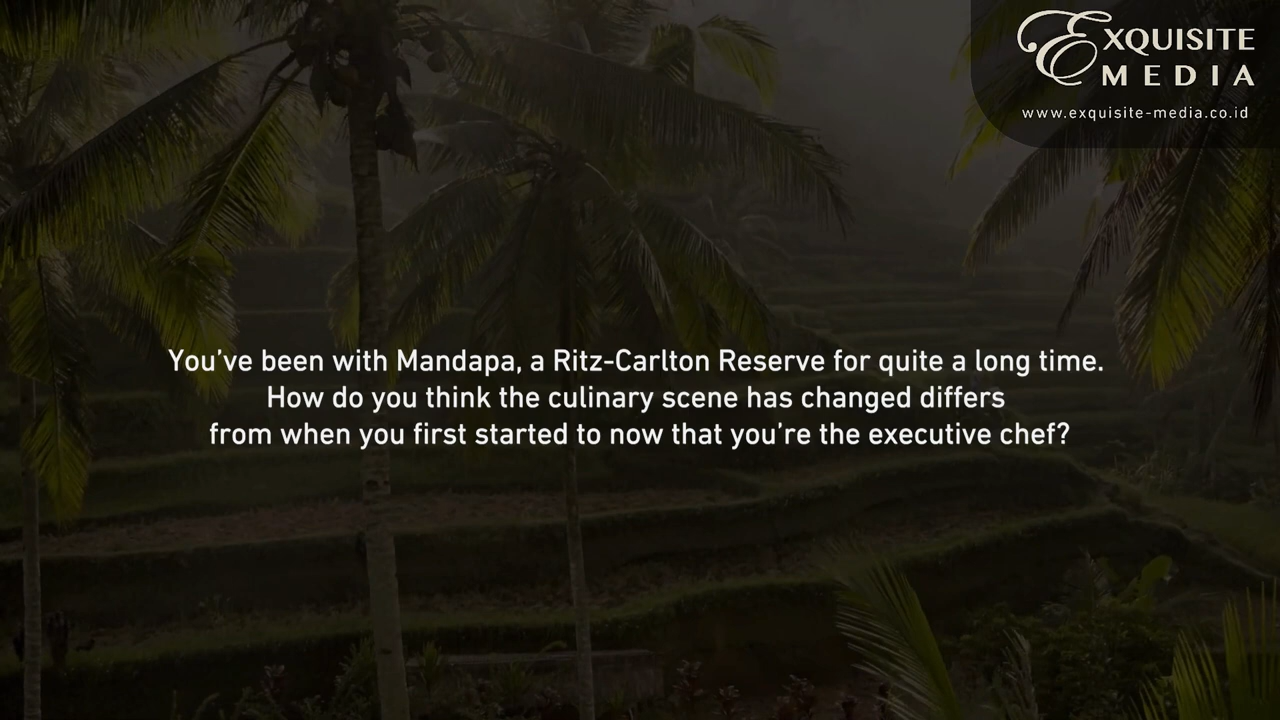 EXQUISITE
MEDIA
www.exquisite-media.co.id
You've been with Mandapa, a Ritz-Carlton Reserve for quite a long time.
How do you think the culinary scene has changed differs
from when you first started to now that you're the executive chef?